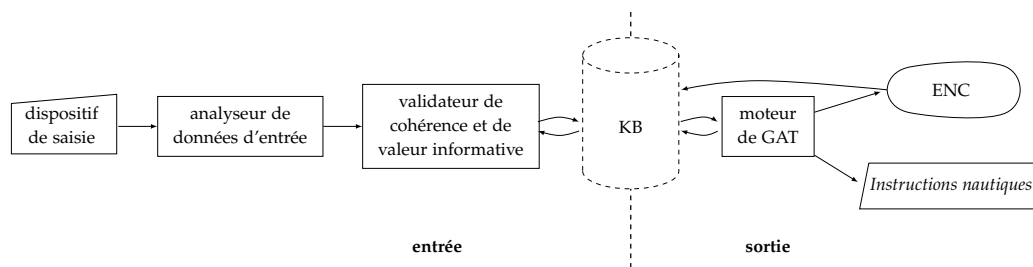 dispositif
de saisie
analyseur de
données d'entrée
validateur de
cohérence et de
valeur informative
KB
moteur
de GAT
ENC
Instructions nautiques
entrée
sortie